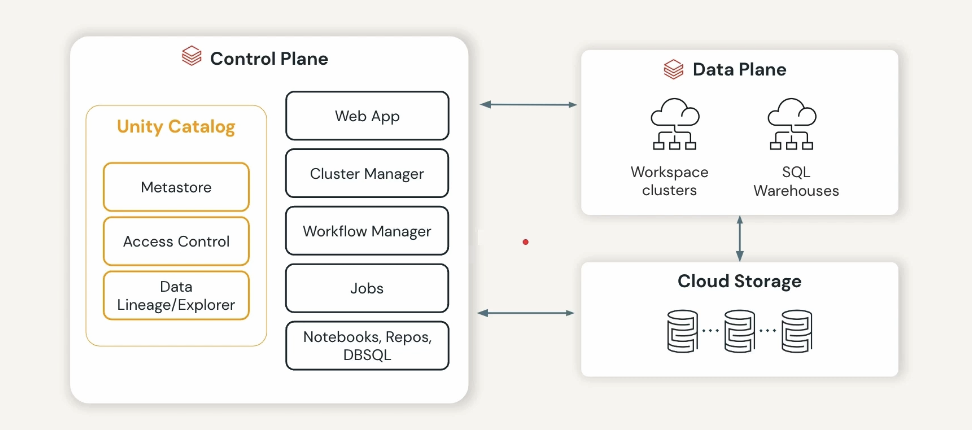 Control Plane
Unity Catalog
Metastore
Access Control
Data
Lineage/Explorer
Web App
Cluster Manager
Workflow Manager
Jobs
Notebooks, Repos,
DBSQL
Data Plane
Workspace
clusters
SQL
Warehouses
Cloud Storage